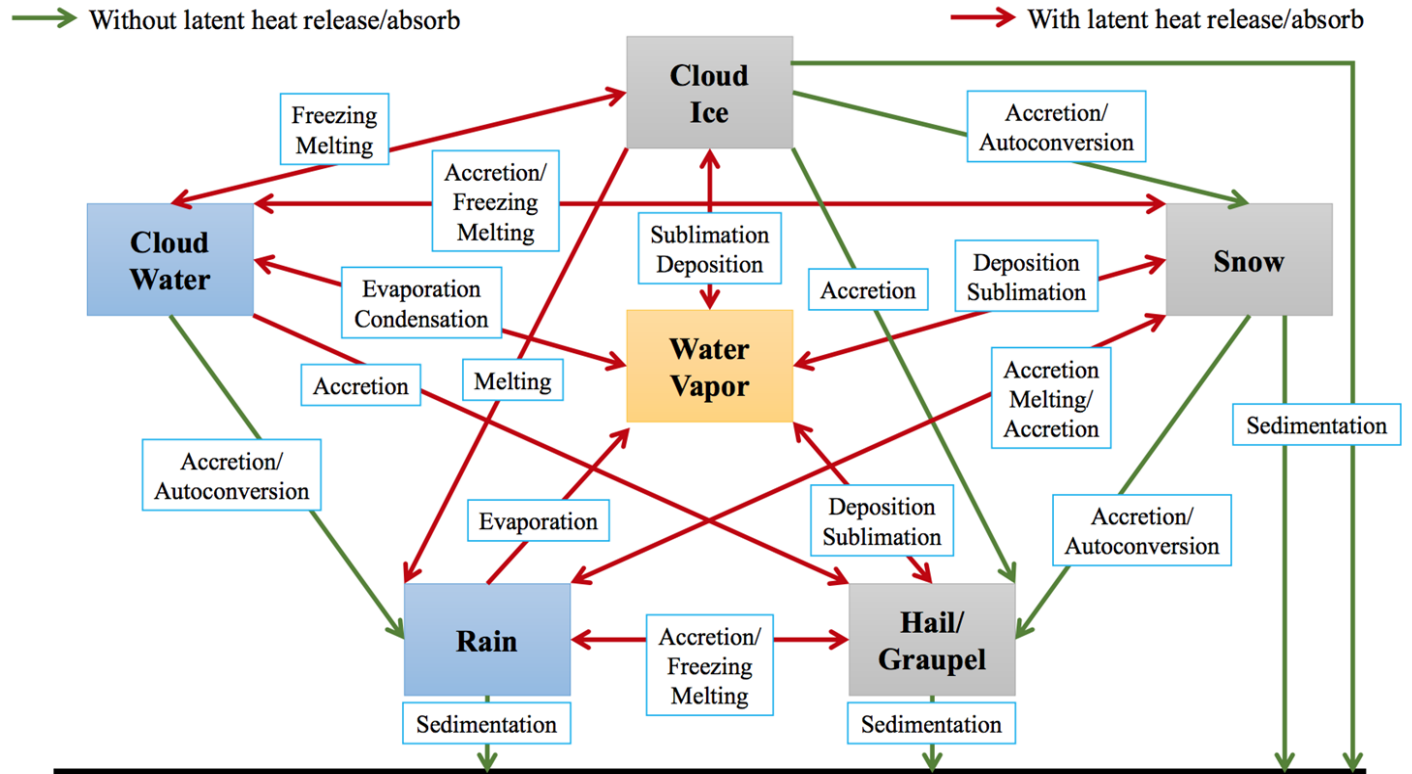 Without latent heat release/absorb
With latent heat release/absorb
Cloud
Ice
Freezing
Melting
Accretion/
Autoconversion
Accretion/
Freezing
Melting
Cloud
Water
Sublimation
Deposition
Snow
Evaporation
Condensation
Accretion
Deposition
Sublimation
Water
Vapor
Accretion
Melting
Accretion
Melting/
Accretion
Sedimentation
Accretion/
Autoconversion
Evaporation
Deposition
Sublimation
Accretion/
Autoconversion
Rain
Accretion/
Freezing
Melting
Hail/
Graupel
Sedimentation
Sedimentation